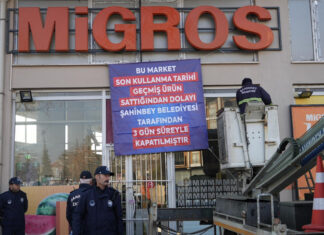 MiGROS
BU MARKET
SON KULLANMA TARİHİ
GEÇMİŞ ÜRÜN
SATTIĞINDAN DOLAYI
ŞAHİNBEY BELEDİYESİ
TARAFINDAN
3 GÜN SÜREYLE
KAPATILMIŞTIR